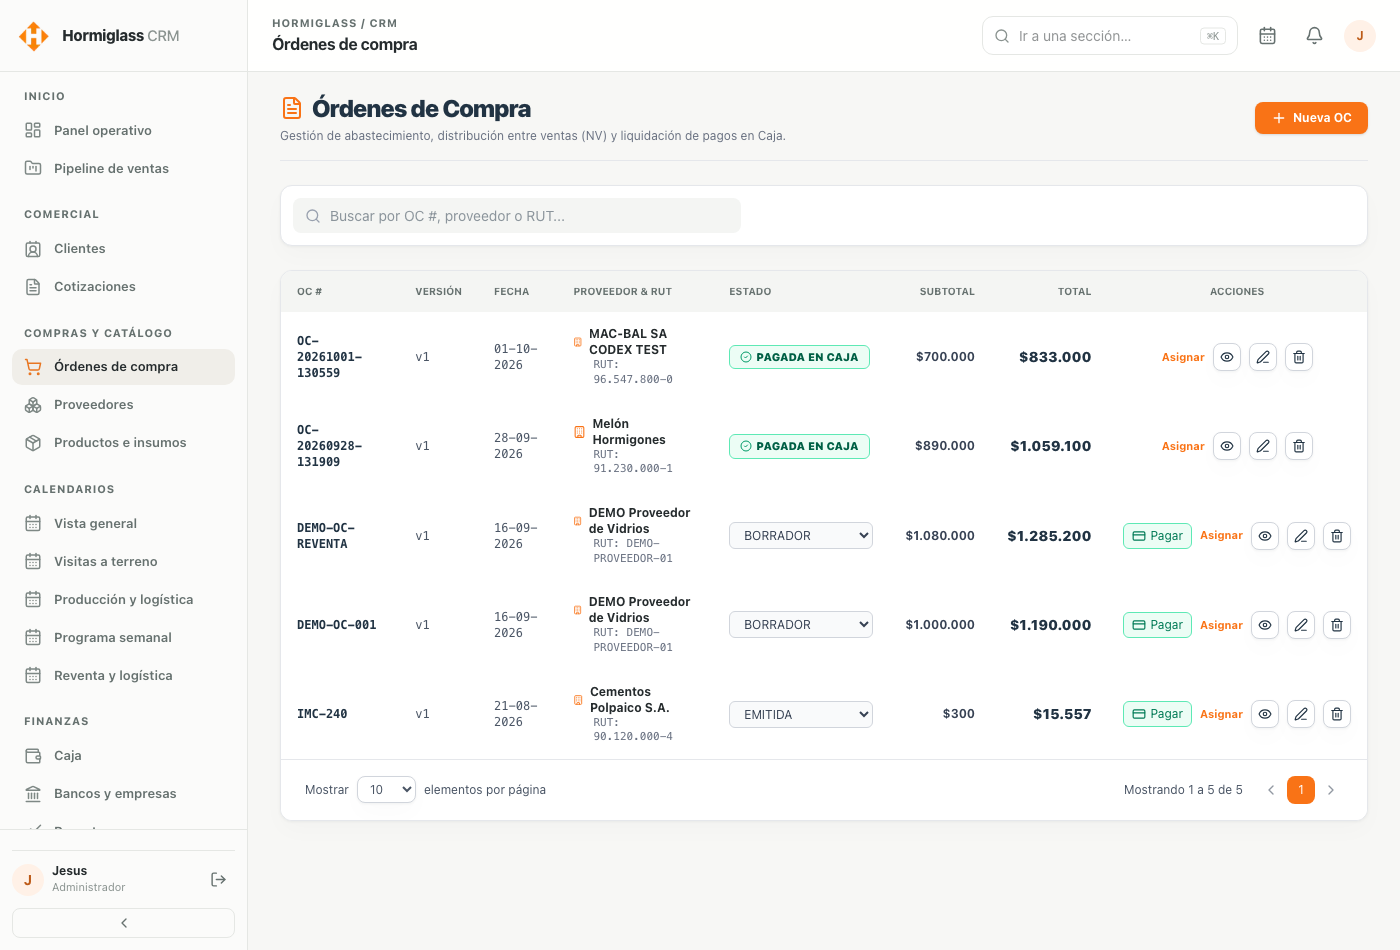 Hormiglass CRM
HORMIGLASS / CRM
Órdenes de compra
Ir a una sección...
⌘K
J
INICIO
Panel operativo
Pipeline de ventas
COMERCIAL
Clientes
Cotizaciones
COMPRAS Y CATÁLOGO
Órdenes de compra
Proveedores
Productos e insumos
CALENDARIOS
Vista general
Visitas a terreno
Producción y logística
Programa semanal
Reventa y logística
FINANZAS
Caja
Bancos y empresas
J
Jesus
Administrador
Órdenes de Compra
Gestión de abastecimiento, distribución entre ventas (NV) y liquidación de pagos en Caja.
Nueva OC
Buscar por OC #, proveedor o RUT...
OC # VERSIÓN FECHA PROVEEDOR & RUT ESTADO SUBTOTAL TOTAL ACCIONES
OC-
20261001-
130559
v1
01-10-
2026
MAC-BAL SA
CODEX TEST
RUT:
96.547.800-0
PAGADA EN CAJA
$700.000
$833.000
Asignar
OC-
20260928-
131909
v1
28-09-
2026
Melón
Hormigones
RUT:
91.230.000-1
PAGADA EN CAJA
$890.000
$1.059.100
Asignar
DEMO-OC-
REVENTA
v1
16-09-
2026
DEMO Proveedor
de Vidrios
RUT: DEMO-
PROVEEDOR-01
BORRADOR
$1.080.000
$1.285.200
Pagar
Asignar
DEMO-OC-001
v1
16-09-
2026
DEMO Proveedor
de Vidrios
RUT: DEMO-
PROVEEDOR-01
BORRADOR
$1.000.000
$1.190.000
Pagar
Asignar
IMC-240
v1
21-08-
2026
Cementos
Polpaico S.A.
RUT:
90.120.000-4
EMITIDA
$300
$15.557
Pagar
Asignar
Mostrar 10 elementos por página
Mostrando 1 a 5 de 5
1